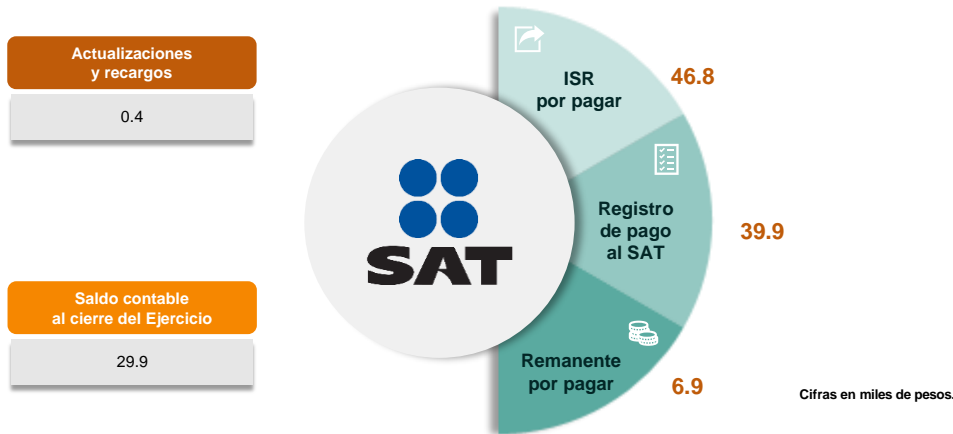 Actualizaciones
y recargos
0.4
Saldo contable
al cierre del Ejercicio
29.9
SAT
ISR
por pagar
46.8
Registro
de pago
al SAT
39.9
Remanente
por pagar
6.9
Cifras en miles de pesos.